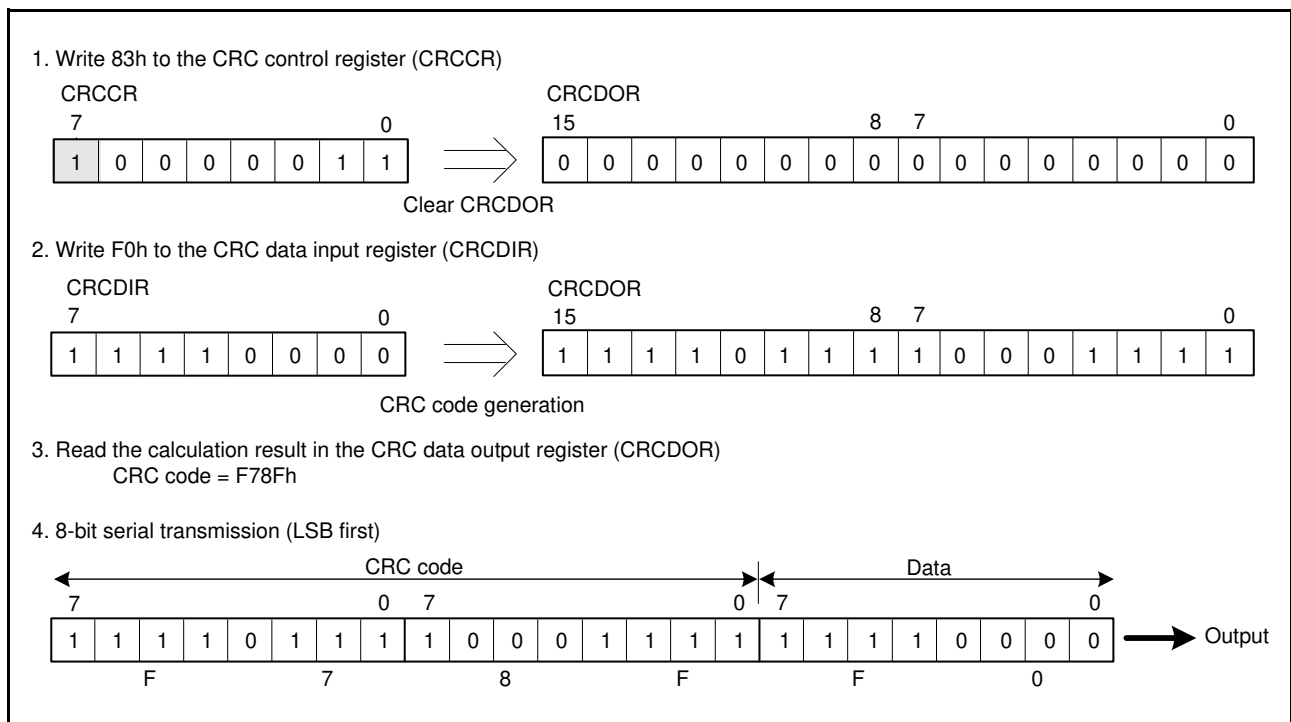 1. Write 83h to the CRC control register (CRCCR)
CRCCR CRCDOR
7 0 15 8 7 0
1 0 0 0 0 0 1 1 0 0 0 0 0 0 0 0 0 0 0 0 0 0 0 0
Clear CRCDOR
2. Write F0h to the CRC data input register (CRCDIR)
CRCDIR CRCDOR
7 0 15 8 7 0
1 1 1 1 0 0 0 0 1 1 1 1 0 1 1 1 1 0 0 0 1 1 1 1
CRC code generation
3. Read the calculation result in the CRC data output register (CRCDOR)
CRC code = F78Fh
4. 8-bit serial transmission (LSB first)
CRC code Data
7 0 7 0 7 0
1 1 1 1 0 1 1 1 1 0 0 0 1 1 1 1 1 1 1 1 0 0 0 0 Output
F 7 8 F F 0